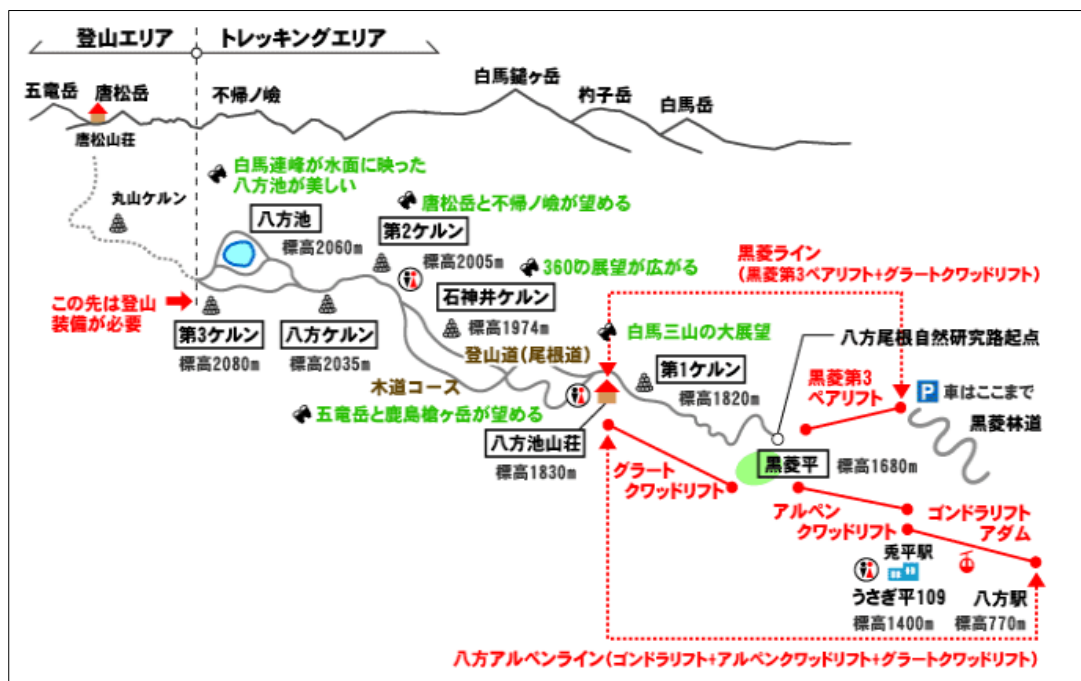 登山エリア
トレッキングエリア
五竜岳
唐松岳
不帰ノ嶮
白馬鑓ヶ岳
杓子岳
白馬岳
唐松山荘
丸山ケルン
白馬連峰が水面に映った
八方池が美しい
唐松岳と不帰ノ嶮が望める
八方池
標高2060m
第2ケルン
標高2005m
360°の展望が広がる
黒菱ライン
(黒菱第3ペアリフト+グラートクワッドリフト)
この先は登山
装備が必要
第3ケルン
標高2080m
八方ケルン
標高2035m
石神井ケルン
標高1974m
白馬三山の大展望
八方尾根自然研究路起点
登山道(尾根道)
木道コース
第1ケルン
標高1820m
黒菱第3
ペアリフト
P
車はここまで
黒菱林道
五竜岳と鹿島槍ヶ岳が望める
八方池山荘
標高1830m
グラート
クワッドリフト
黒菱平
標高1680m
アルペン
クワッドリフト
ゴンドラリフト
アダム
兎平駅
うさぎ平109
標高1400m
八方駅
標高770m
八方アルペンライン(ゴンドラリフト+アルペンクワッドリフト+グラートクワッドリフト)